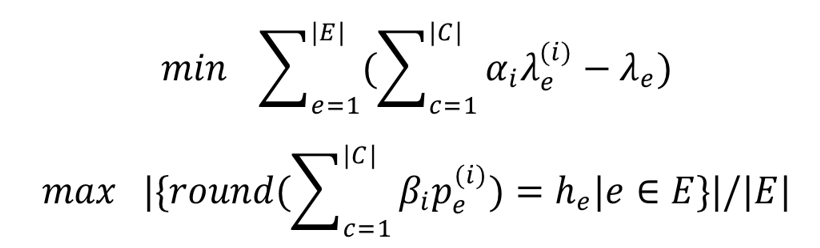 min ∑_{e=1}^{|E|} (∑_{c=1}^{|C|} α_i λ_e^{(i)} − λ_e)
max |{round(∑_{c=1}^{|C|} β_i p_e^{(i)}) = h_e|e ∈ E}|/|E|